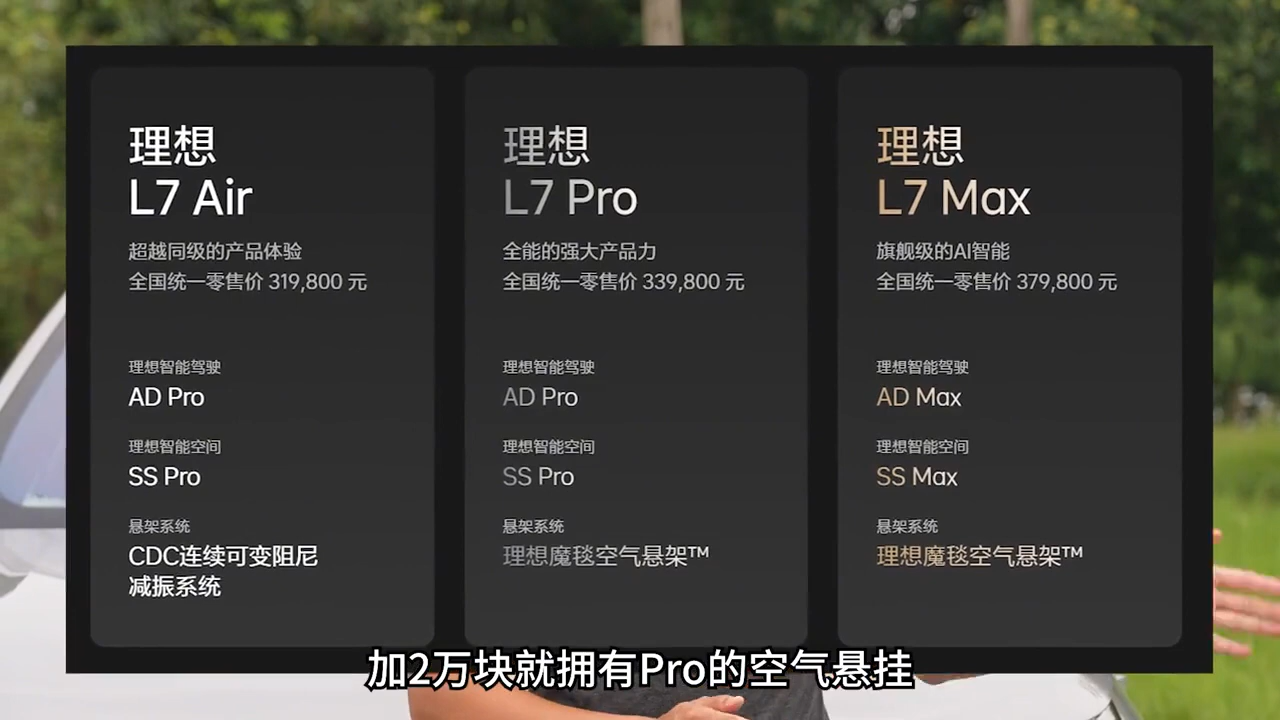 理想
L7 Air
超越同级的产品体验
全国统一零售价 319,800 元
理想智能驾驶
AD Pro
理想智能空间
SS Pro
悬架系统
CDC连续可变阻尼
减振系统
理想
L7 Pro
全能的强大产品力
全国统一零售价 339,800 元
理想智能驾驶
AD Pro
理想智能空间
SS Pro
悬架系统
理想魔毯空气悬架™
理想
L7 Max
旗舰级的AI智能
全国统一零售价 379,800 元
理想智能驾驶
AD Max
理想智能空间
SS Max
悬架系统
理想魔毯空气悬架™
加2万块就拥有Pro的空气悬挂